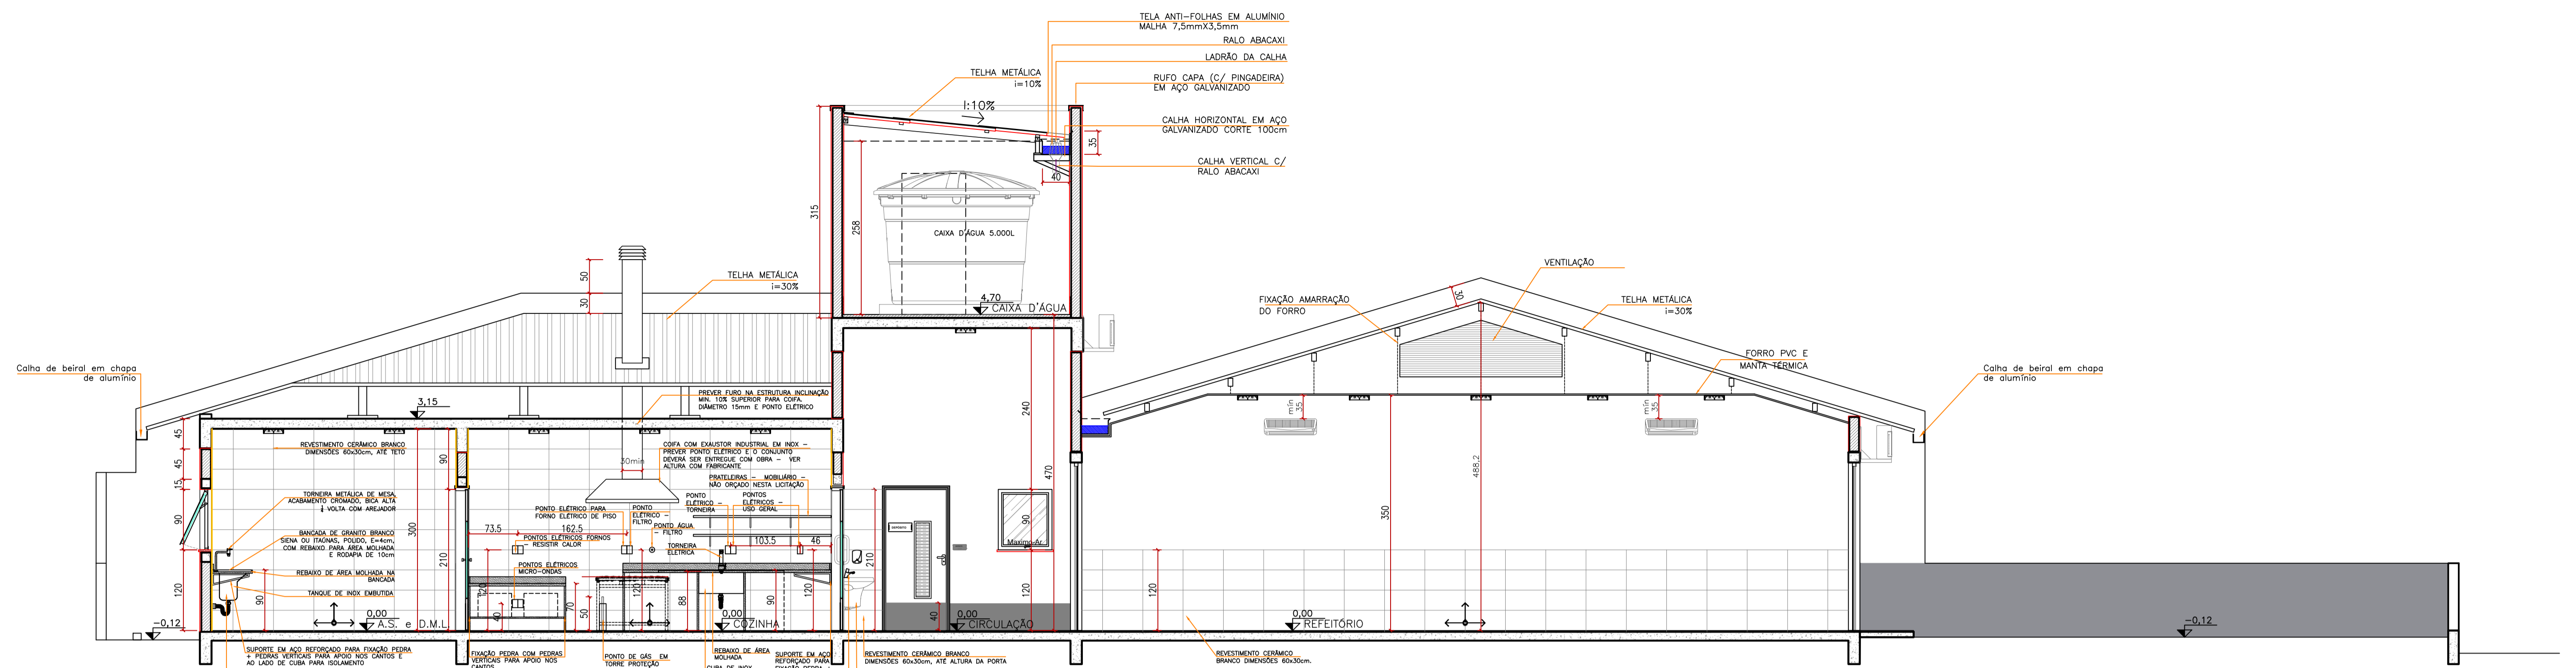 TELA ANTI-FOLHAS EM ALUMÍNIO
MALHA 7,5mmX3,5mm
RALO ABACAXI
LADRÃO DA CALHA
TELHA METÁLICA
i=10%
RUFO CAPA (C/ PINGADEIRA)
EM AÇO GALVANIZADO
I:10%
CALHA HORIZONTAL EM AÇO
GALVANIZADO CORTE 100cm
35
CALHA VERTICAL C/
RALO ABACAXI
40
315
258
CAIXA D'ÁGUA 5.000L
4,70
CAIXA D'ÁGUA
50
30
TELHA METÁLICA
i=30%
VENTILAÇÃO
FIXAÇÃO AMARRAÇÃO
DO FORRO
30
TELHA METÁLICA
i=30%
FORRO PVC E
MANTA TÉRMICA
Calha de beiral em chapa
de alumínio
Calha de beiral em chapa
de alumínio
3,15
PREVER FURO NA ESTRUTURA INCLINAÇÃO
MIN. 10% SUPERIOR PARA COIFA.
DIÂMETRO 15mm E PONTO ELÉTRICO
240
470
min
35
min
35
488,2
350
45
45
15
90
120
REVESTIMENTO CERÂMICO BRANCO
DIMENSÕES 60x30cm, ATÉ TETO
90
30min
COIFA COM EXAUSTOR INDUSTRIAL EM INOX -
PREVER PONTO ELÉTRICO E O CONJUNTO
DEVERÁ SER ENTREGUE COM OBRA - VER
ALTURA COM FABRICANTE
PRATELEIRAS - MOBILIÁRIO -
NÃO ORÇADO NESTA LICITAÇÃO
TORNEIRA METÁLICA DE MESA,
ACABAMENTO CROMADO, BICA ALTA
VOLTA COM AREJADOR
BANCADA DE GRANITO BRANCO
SIENA OU ITAÚNAS, POLIDO, E=4cm,
COM REBAIXO PARA ÁREA MOLHADA
E RODAPIA DE 10cm
REBAIXO DE ÁREA MOLHADA NA
BANCADA
TANQUE DE INOX EMBUTIDA
300
210
90
PONTO ELÉTRICO PARA
FORNO ELÉTRICO DE PISO
PONTO
ELÉTRICO -
FILTRO
PONTO
ELÉTRICO -
TORNEIRA
PONTOS
ELÉTRICOS -
USO GERAL
PONTO ÁGUA
- FILTRO
73.5
162.5
PONTOS ELÉTRICOS FORNOS
- RESISTIR CALOR
TORNEIRA
ELÉTRICA
103.5
46
PONTOS ELÉTRICOS
MICRO-ONDAS
120
40
70
50
120
88
90
120
210
40
90
Maximo-Ar
120
120
-0,12
0,00
A.S. e D.M.L
0,00
COZINHA
0,00
CIRCULAÇÃO
0,00
REFEITÓRIO
-0,12
SUPORTE EM AÇO REFORÇADO PARA FIXAÇÃO PEDRA
+ PEDRAS VERTICAIS PARA APOIO NOS CANTOS E
AO LADO DE CUBA PARA ISOLAMENTO
FIXAÇÃO PEDRA COM PEDRAS
VERTICAIS PARA APOIO NOS
CANTOS
PONTO DE GÁS EM
TORRE PROTEÇÃO
REBAIXO DE ÁREA
MOLHADA
CUBA DE INOX
SUPORTE EM AÇO
REFORÇADO PARA
REVESTIMENTO CERÂMICO BRANCO
DIMENSÕES 60x30cm, ATÉ ALTURA DA PORTA
REVESTIMENTO CERÂMICO
BRANCO DIMENSÕES 60x30cm.